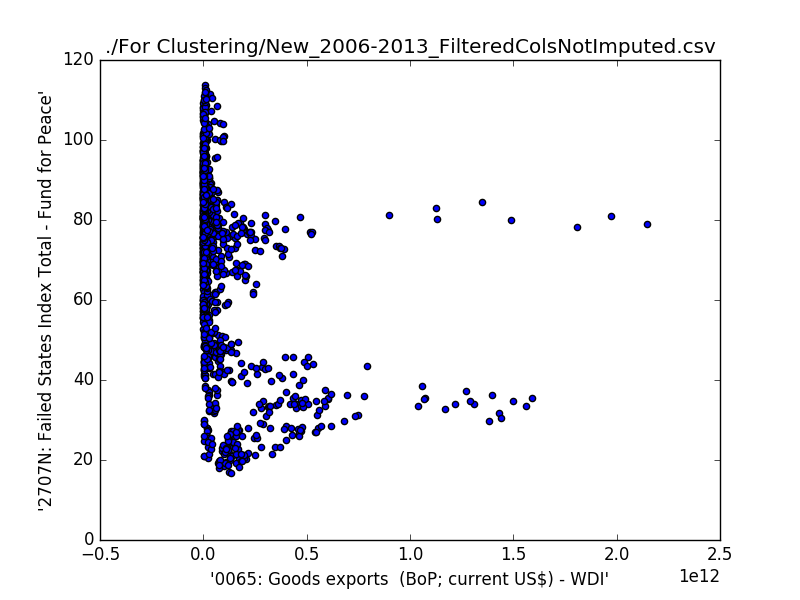 ./For Clustering/New_2006-2013_FilteredColsNotImputed.csv
120
100
80
60
40
20
0
'2707N: Failed States Index Total - Fund for Peace'
−0.5 0.0 0.5 1.0 1.5 2.0 2.5
1e12
'0065: Goods exports  (BoP; current US$) - WDI'